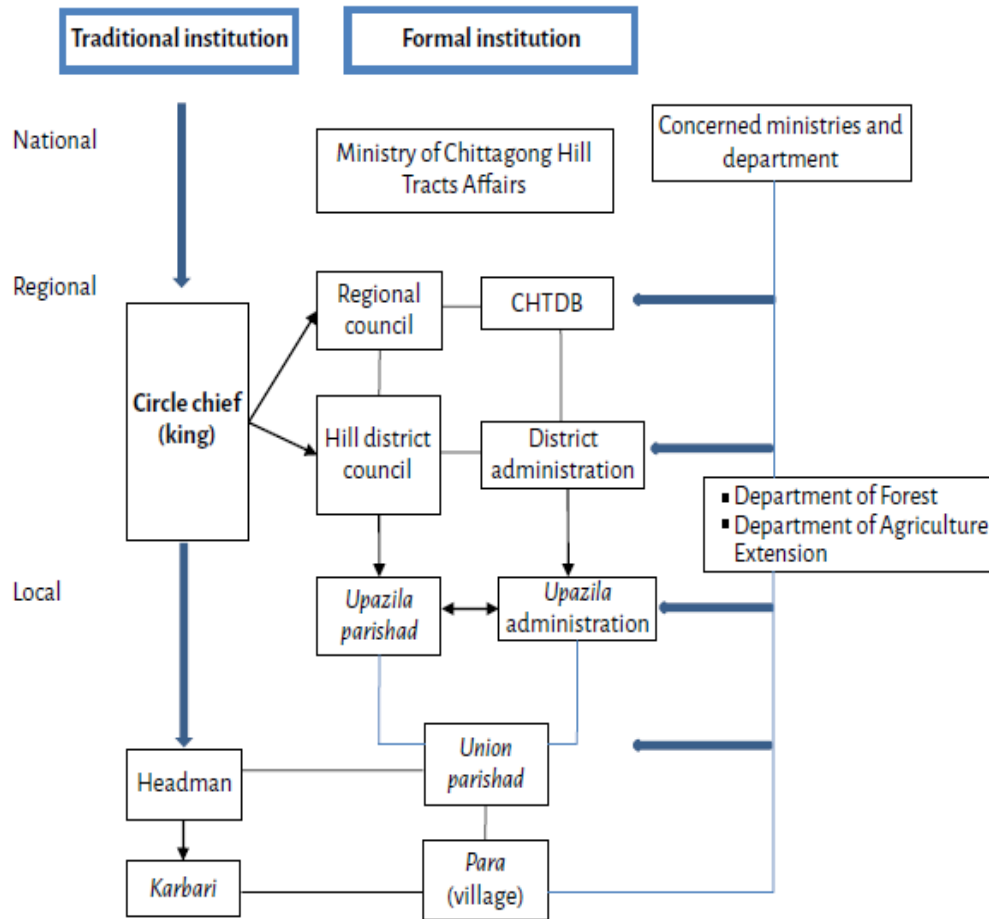 Traditional institution
Formal institution
National
Ministry of Chittagong Hill
Tracts Affairs
Concerned ministries and
department
Regional
Circle chief
(king)
Regional
council
CHTDB
Hill district
council
District
administration
▪ Department of Forest
▪ Department of Agriculture
Extension
Local
Upazila
parishad
Upazila
administration
Headman
Union
parishad
Karbari
Para
(village)